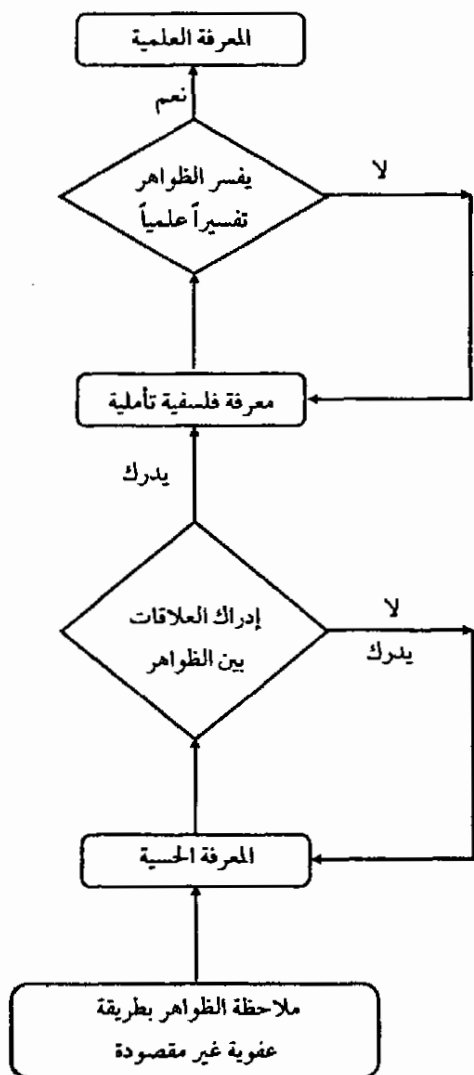 المعرفة العلمية
نعم
يفسر الظواهر
تفسيراً علمياً
لا
معرفة فلسفية تأملية
يدرك
إدراك العلاقات
بين الظواهر
لا
يدرك
المعرفة الحسية
ملاحظة الظواهر بطريقة
عفوية غير مقصودة